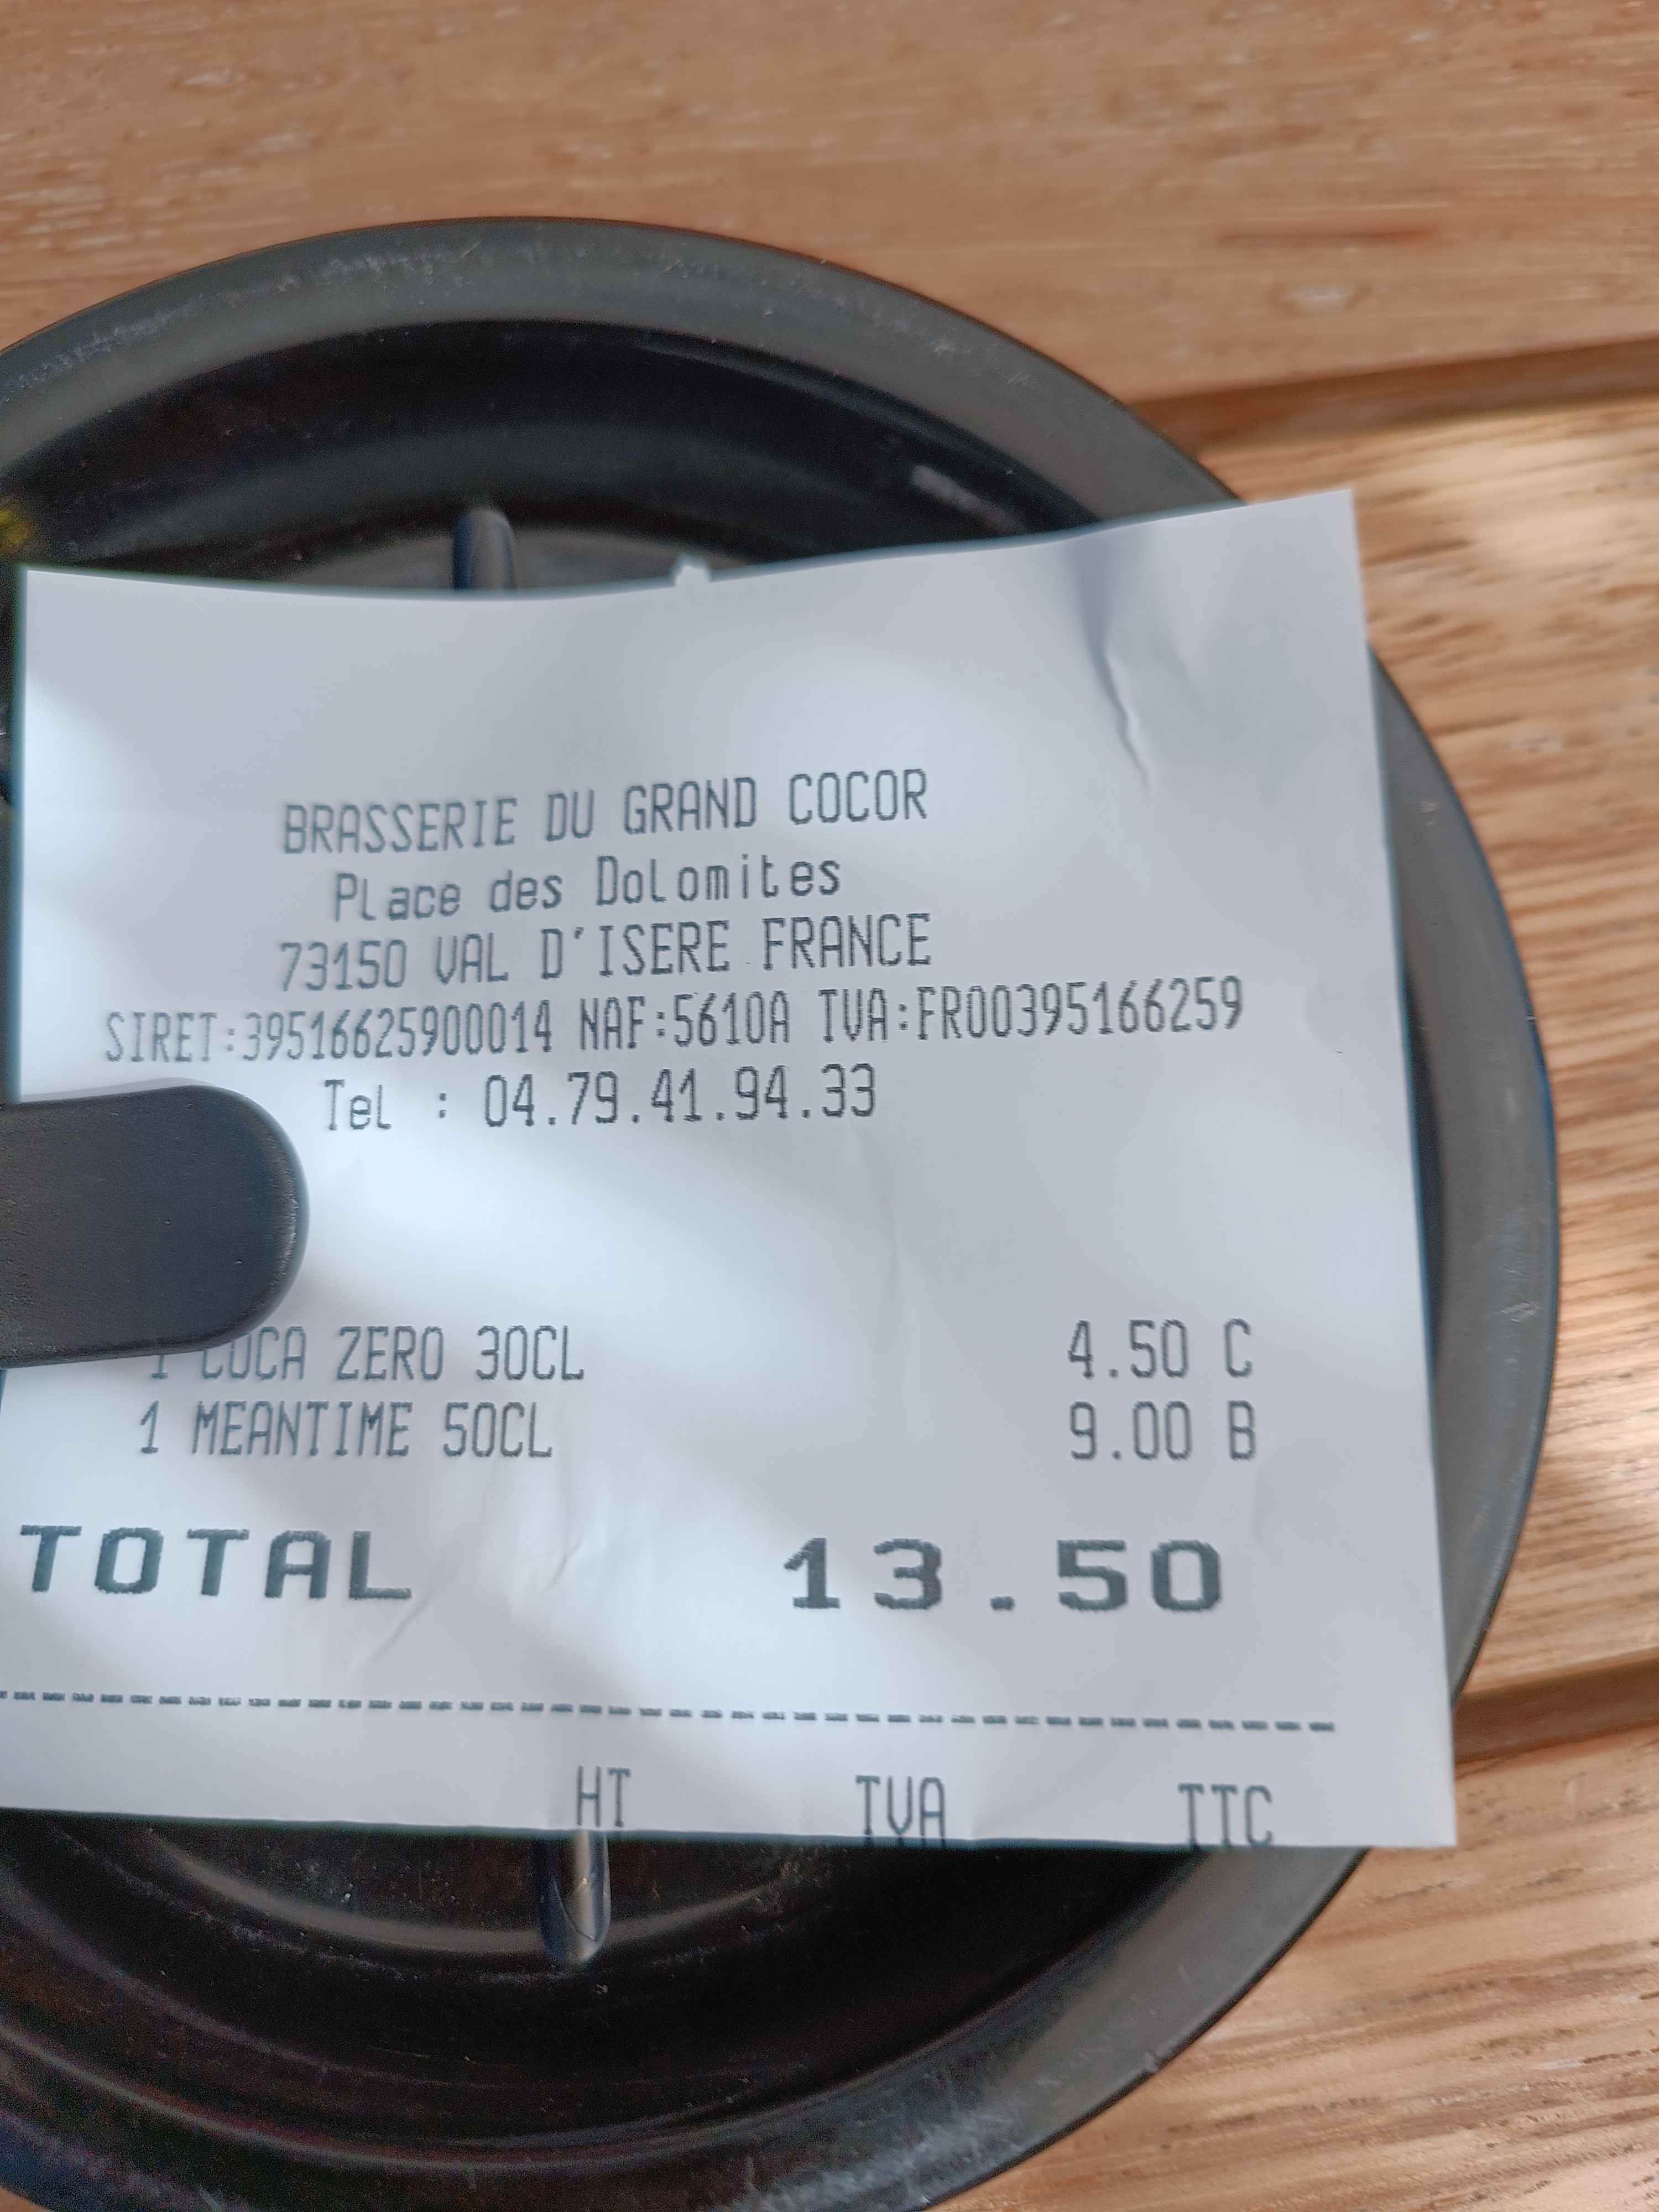 BRASSERIE DU GRAND COCOR
Place des Dolomites
73150 VAL D'ISERE FRANCE
SIRET:39516625900014 NAF:5610A TVA:FR00395166259
Tel : 04.79.41.94.33
1 COCA ZERO 30CL 4.50 C
1 MEANTIME 50CL 9.00 B
TOTAL 13.50
HT TVA TTC